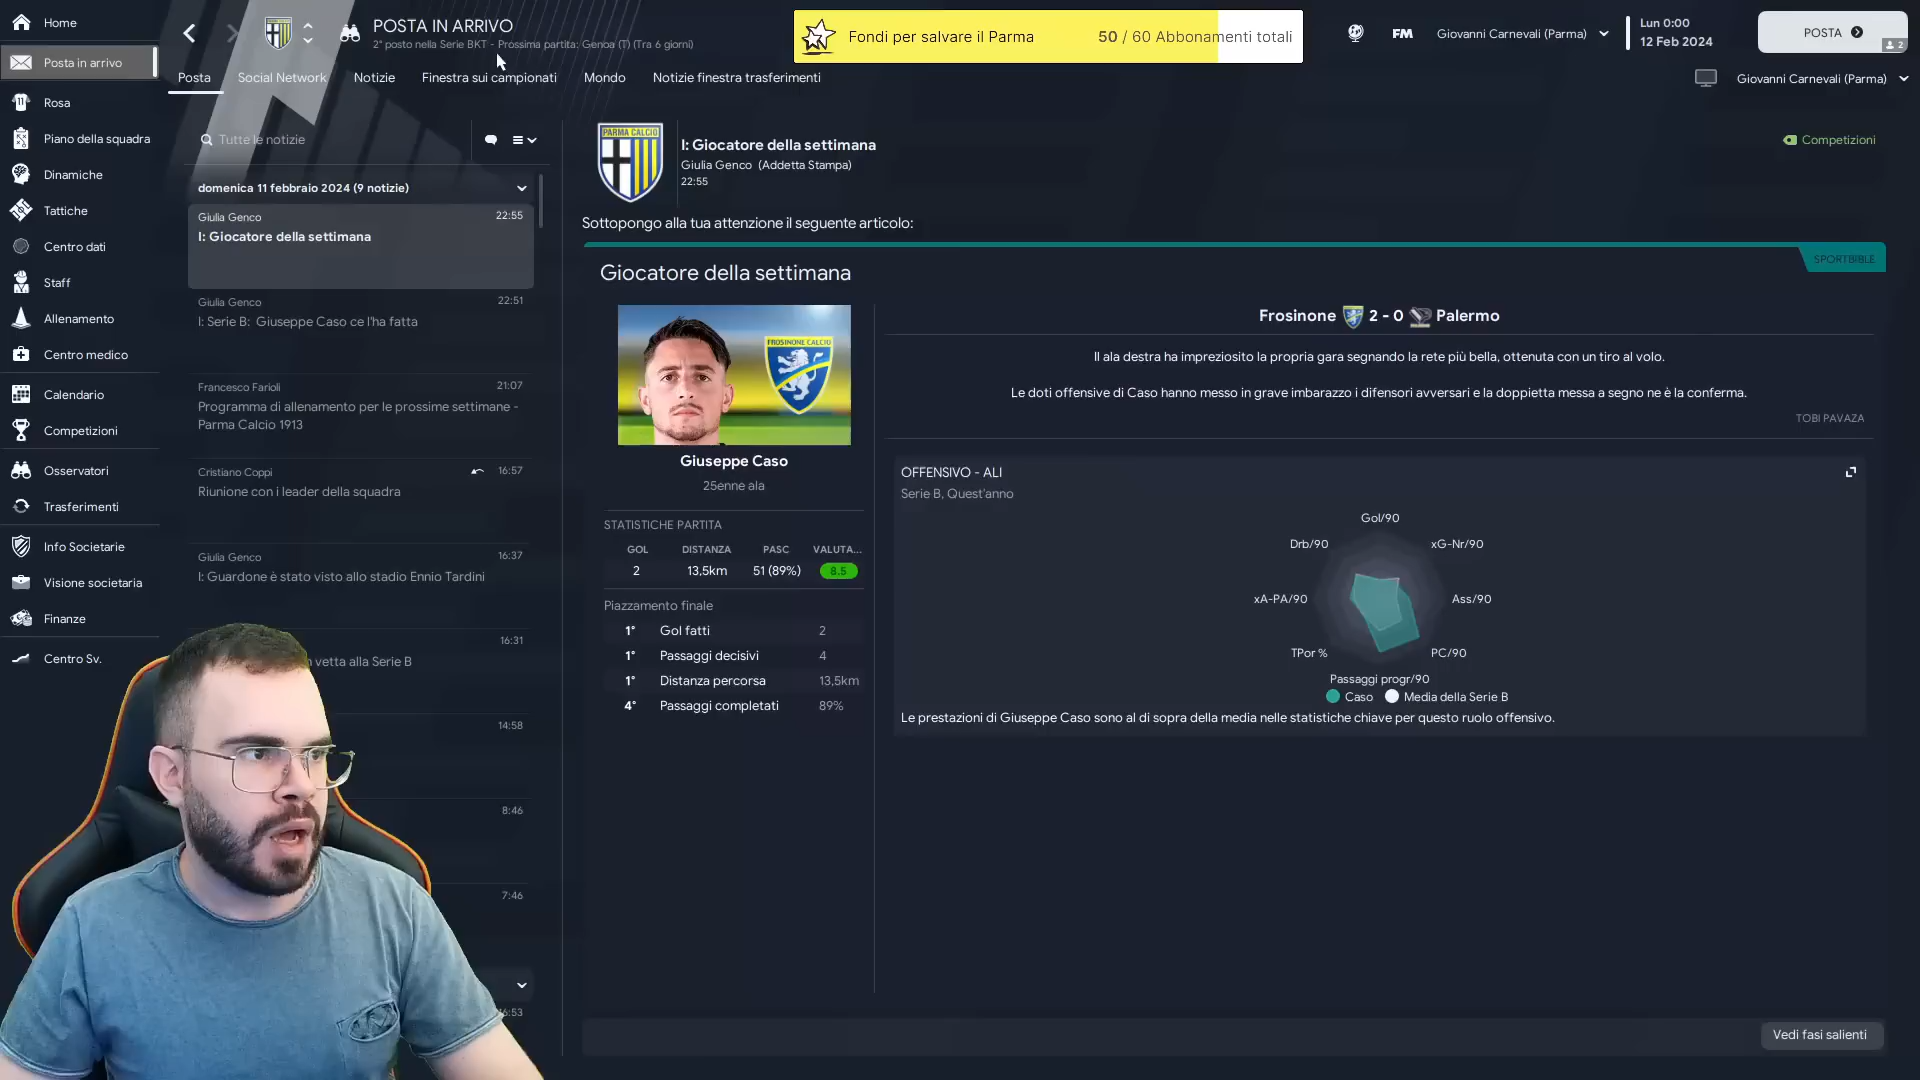 Home
Posta in arrivo
Rosa
Piano della squadra
Dinamiche
Tattiche
Centro dati
Staff
Allenamento
Centro medico
Calendario
Competizioni
Osservatori
Trasferimenti
Info Societarie
Visione societaria
Finanze
Centro Sv.
POSTA IN ARRIVO
2° posto nella Serie BKT - Prossima partita: Genoa (T) (Tra 6 giorni)
Fondi per salvare il Parma 50 / 60 Abbonamenti totali
FM
Giovanni Carnevali (Parma)
Lun 0:00
12 Feb 2024
POSTA
2
Posta
Social Network
Notizie
Finestra sui campionati
Mondo
Notizie finestra trasferimenti
Giovanni Carnevali (Parma)
Tutte le notizie
domenica 11 febbraio 2024 (9 notizie)
Giulia Genco 22:55
I: Giocatore della settimana
Giulia Genco 22:51
I: Serie B: Giuseppe Caso ce l'ha fatta
Francesco Farioli 21:07
Programma di allenamento per le prossime settimane -
Parma Calcio 1913
Cristiano Coppi 16:57
Riunione con i leader della squadra
Giulia Genco 16:37
I: Guardone è stato visto allo stadio Ennio Tardini
16:31
vetta alla Serie B
14:58
8:46
7:46
6:53
PARMA CALCIO
I: Giocatore della settimana
Giulia Genco (Addetta Stampa)
22:55
Competizioni
Sottopongo alla tua attenzione il seguente articolo:
SPORTBIBLE
Giocatore della settimana
FROSINONE CALCIO
Giuseppe Caso
25enne ala
STATISTICHE PARTITA
GOL DISTANZA PASC VALUTA...
2 13,5km 51 (89%) 8.5
Piazzamento finale
1° Gol fatti 2
1° Passaggi decisivi 4
1° Distanza percorsa 13,5km
4° Passaggi completati 89%
Frosinone 2 - 0 Palermo
Il ala destra ha impreziosito la propria gara segnando la rete più bella, ottenuta con un tiro al volo.
Le doti offensive di Caso hanno messo in grave imbarazzo i difensori avversari e la doppietta messa a segno ne è la conferma.
TOBI PAVAZA
OFFENSIVO - ALI
Serie B, Quest'anno
Gol/90
Drb/90
xG-Nr/90
xA-PA/90
Ass/90
TPor %
PC/90
Passaggi progr/90
Caso
Media della Serie B
Le prestazioni di Giuseppe Caso sono al di sopra della media nelle statistiche chiave per questo ruolo offensivo.
Vedi fasi salienti